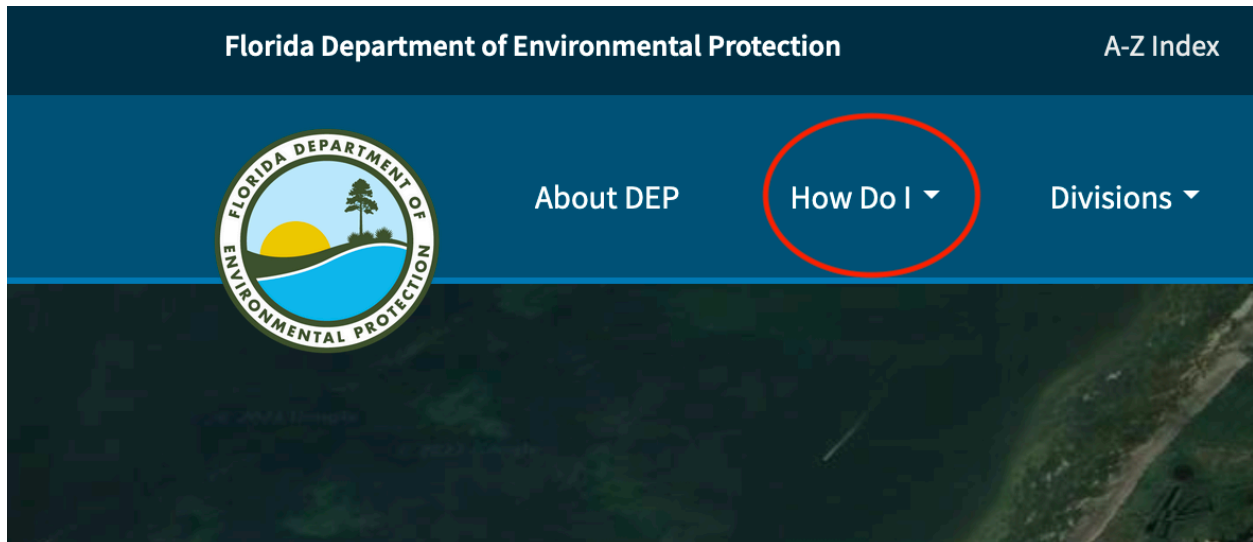 Florida Department of Environmental Protection
A-Z Index
FLORIDA DEPARTMENT OF
ENVIRONMENTAL PROTECTION
About DEP
How Do I
Divisions